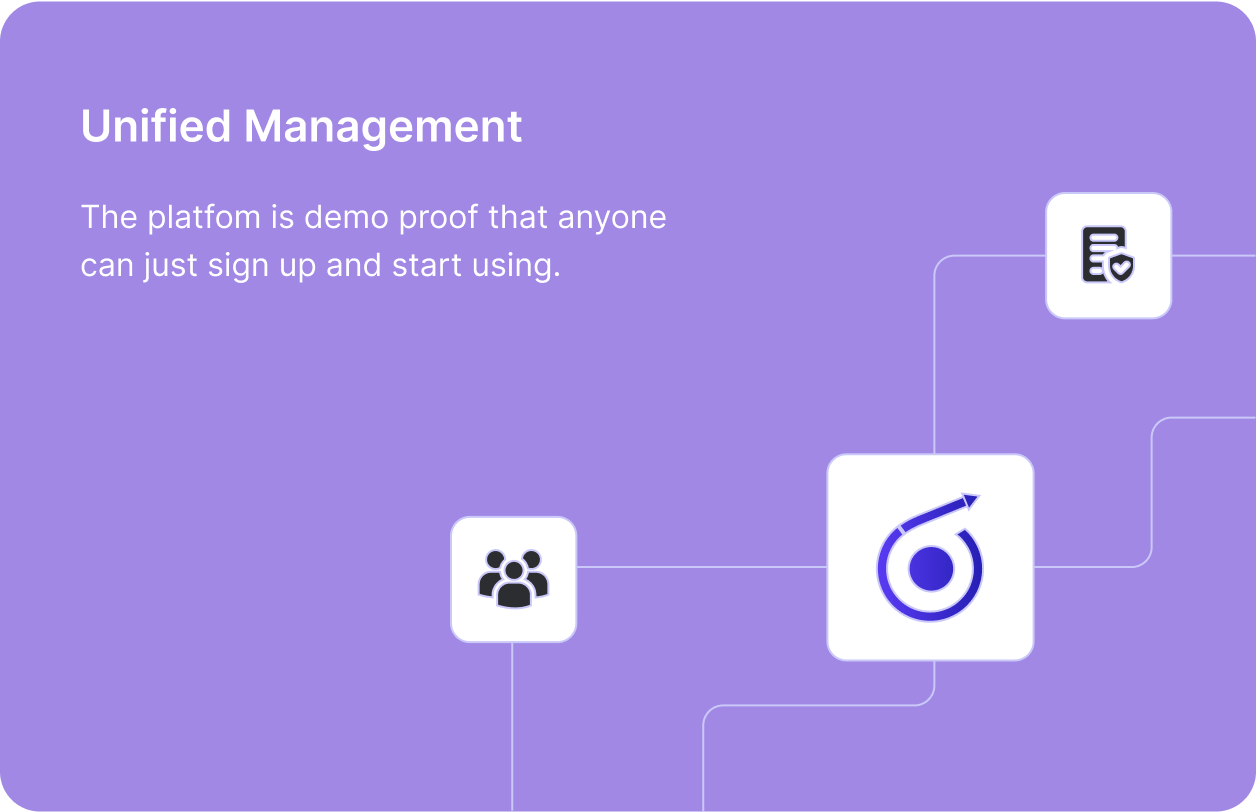 Unified Management
The platfom is demo proof that anyone
can just sign up and start using.